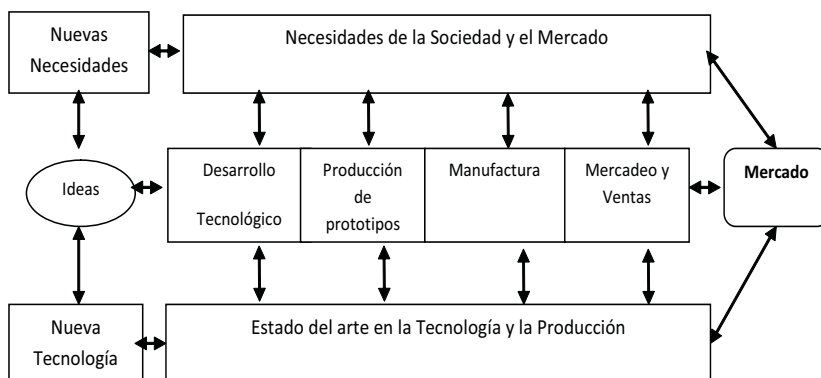 Nuevas
Necesidades
Necesidades de la Sociedad y el Mercado
Ideas
Desarrollo
Tecnológico
Producción
de
prototipos
Manufactura
Mercadeo y
Ventas
Mercado
Nueva
Tecnología
Estado del arte en la Tecnología y la Producción